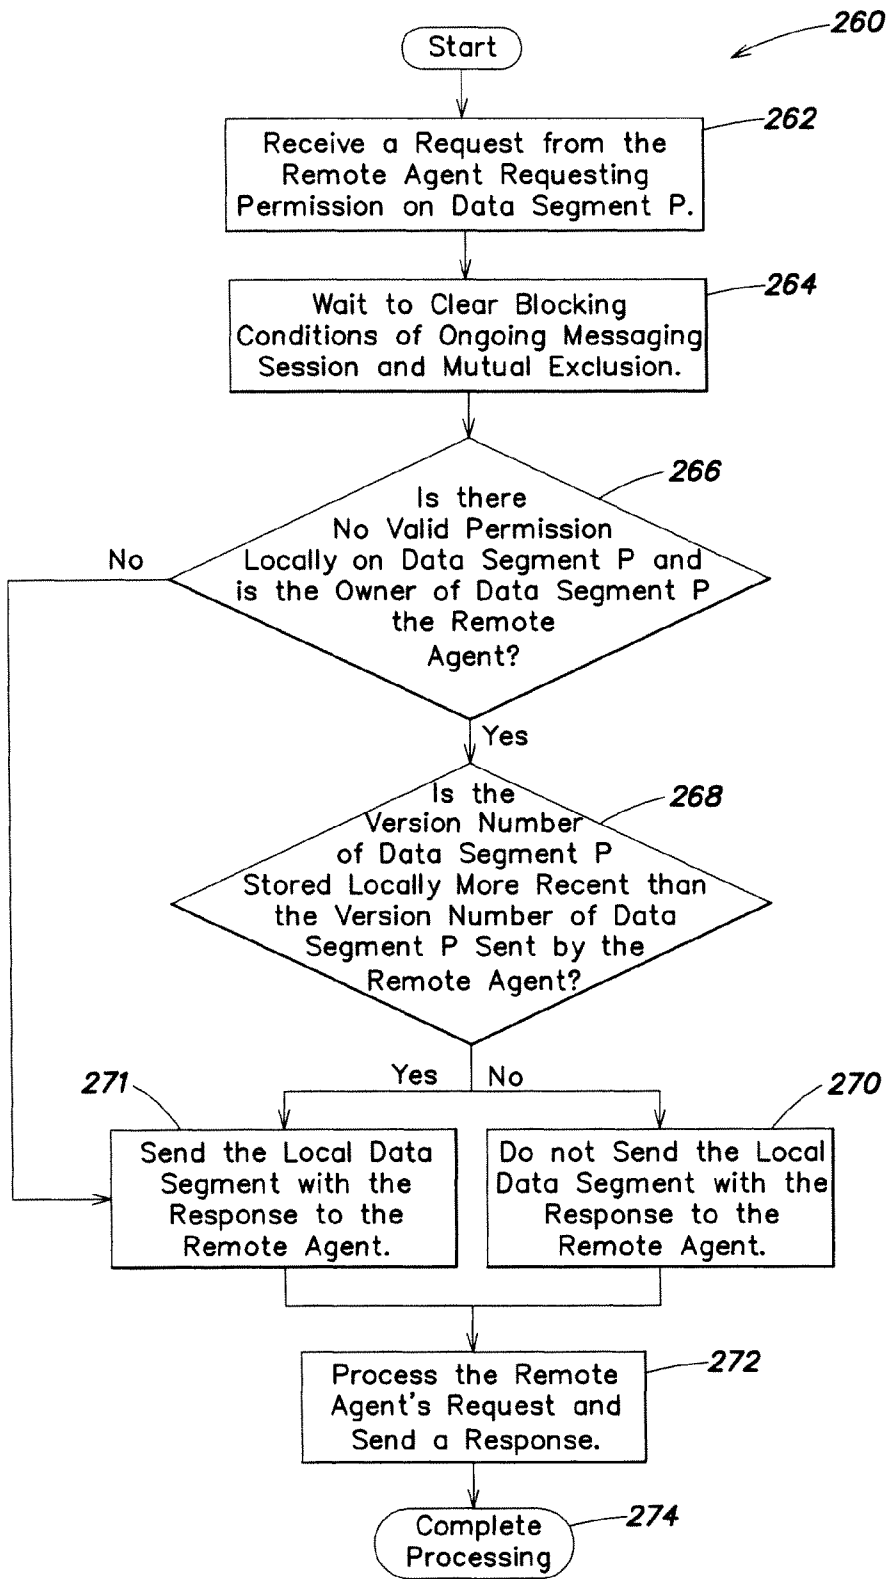 260
Start
262
Receive a Request from the
Remote Agent Requesting
Permission on Data Segment P.
264
Wait to Clear Blocking
Conditions of Ongoing Messaging
Session and Mutual Exclusion.
266
Is there
No Valid Permission
Locally on Data Segment P and
is the Owner of Data Segment P
the Remote
Agent?
No
Yes
268
Is the
Version Number
of Data Segment P
Stored Locally More Recent than
the Version Number of Data
Segment P Sent by the
Remote Agent?
Yes
No
271
Send the Local Data
Segment with the
Response to the
Remote Agent.
270
Do not Send the Local
Data Segment with the
Response to the
Remote Agent.
272
Process the Remote
Agent's Request and
Send a Response.
274
Complete
Processing